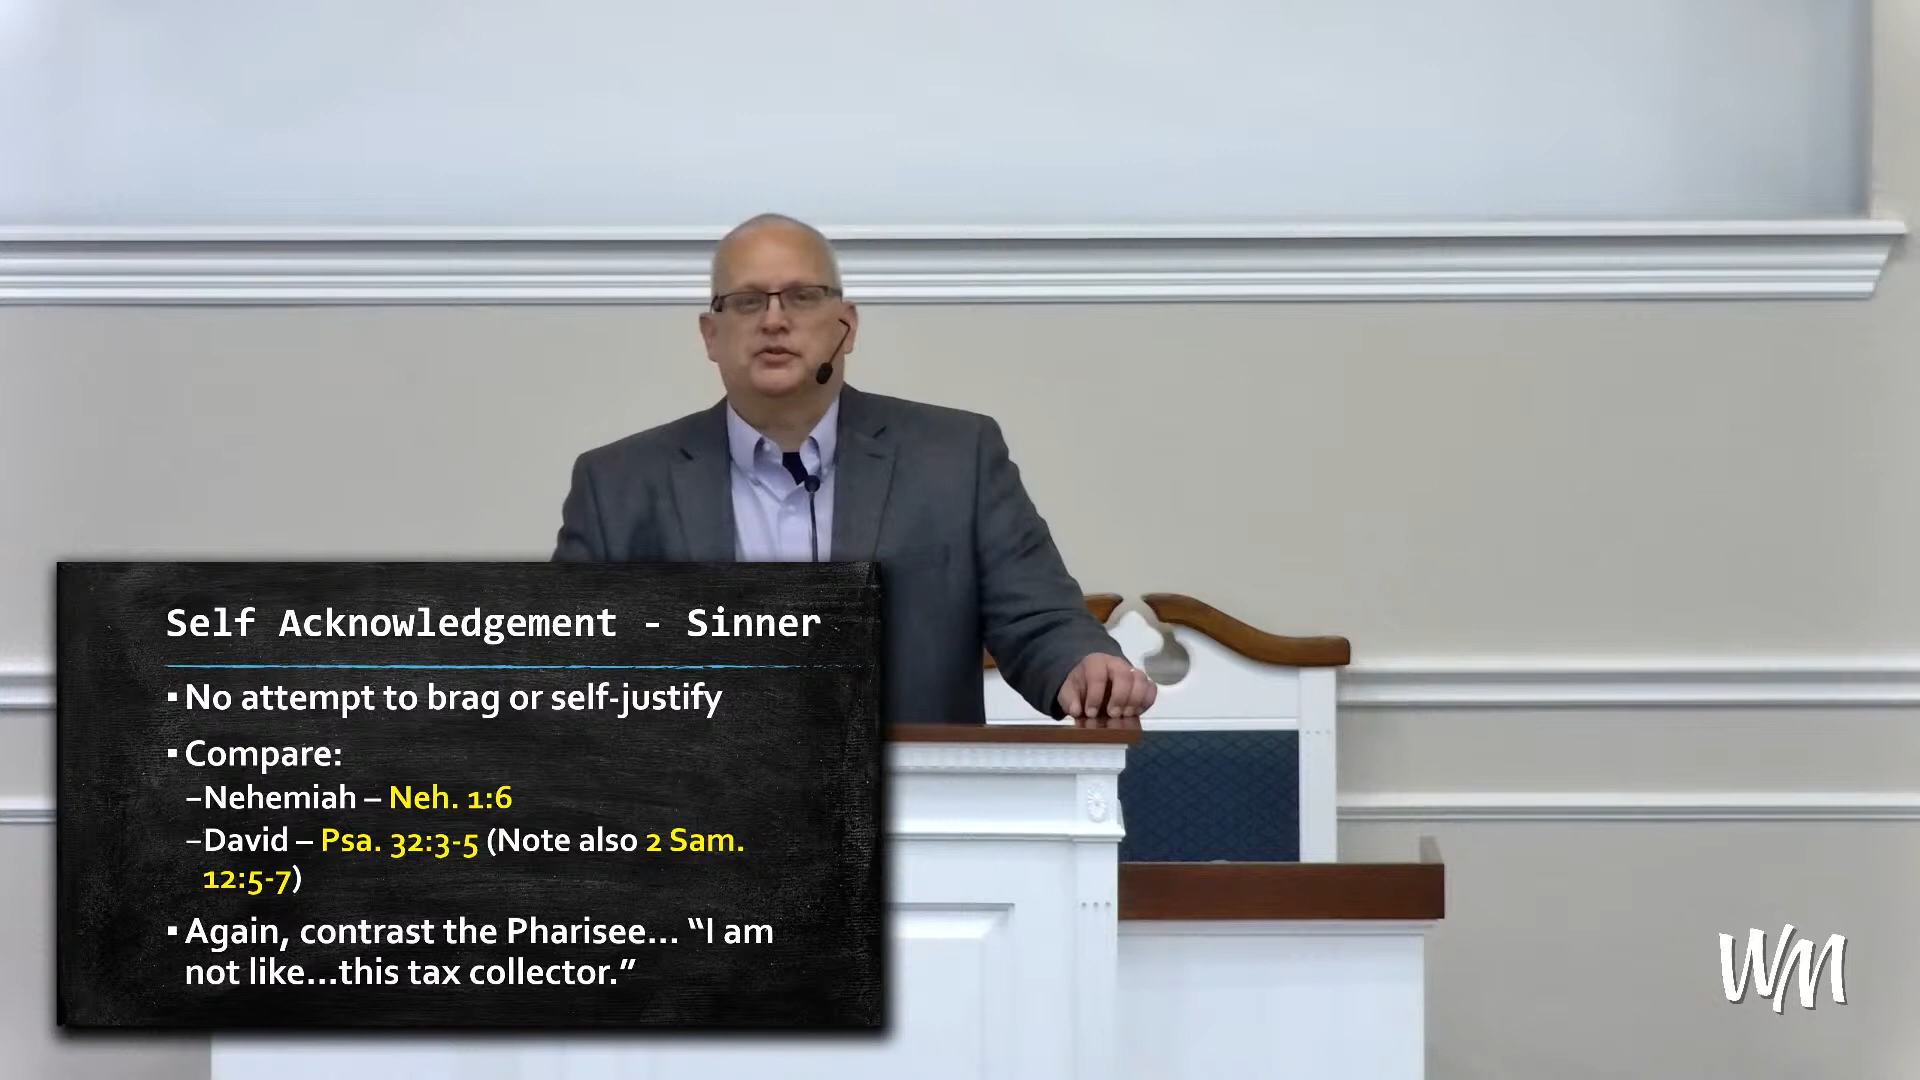 Self Acknowledgement - Sinner
▪ No attempt to brag or self-justify
▪ Compare:
–Nehemiah – Neh. 1:6
–David – Psa. 32:3-5 (Note also 2 Sam.
12:5-7)
▪ Again, contrast the Pharisee… “I am
not like…this tax collector.”
WM